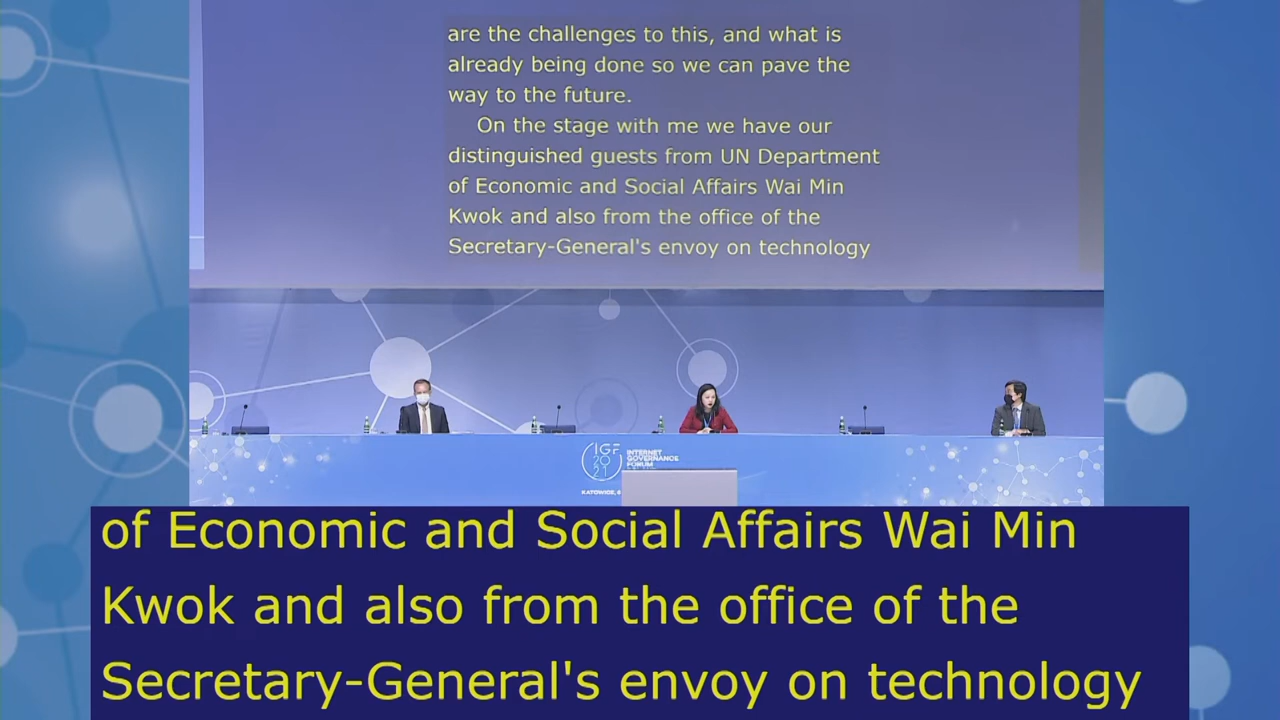 are the challenges to this, and what is
already being done so we can pave the
way to the future.
On the stage with me we have our
distinguished guests from UN Department
of Economic and Social Affairs Wai Min
Kwok and also from the office of the
Secretary-General's envoy on technology
IGF
20
21
INTERNET
GOVERNANCE
FORUM
KATOWICE, 6
of Economic and Social Affairs Wai Min
Kwok and also from the office of the
Secretary-General's envoy on technology